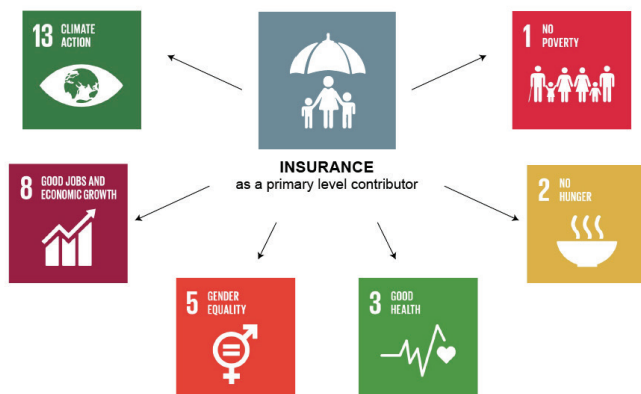 13 CLIMATE
ACTION
1 NO
POVERTY
INSURANCE
as a primary level contributor
8 GOOD JOBS AND
ECONOMIC GROWTH
2 NO
HUNGER
5 GENDER
EQUALITY
3 GOOD
HEALTH